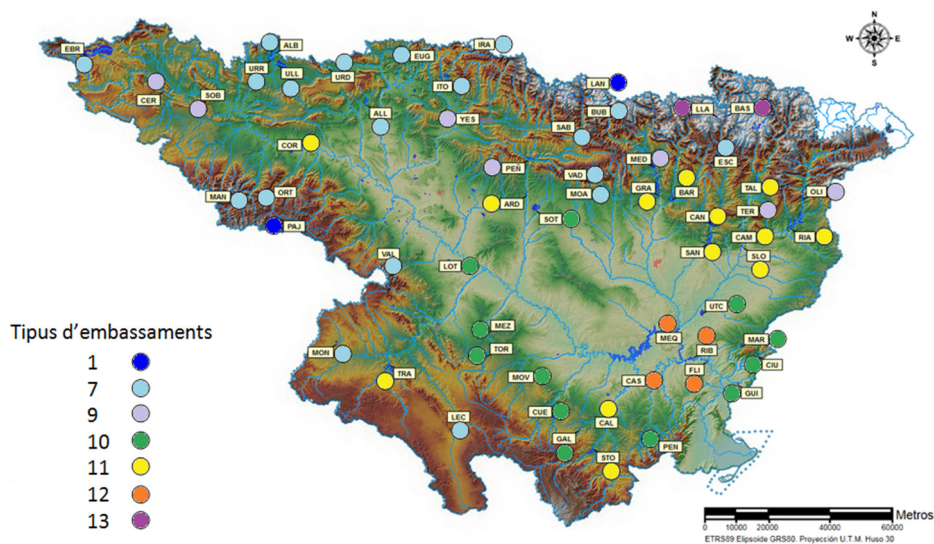 N
W E
S
ALB
IRA
EBR
EUG
URR
ULL
URD
ITO
LAN
CER
SOB
BUB
LLA
BAS
ALL
YES
SAB
COR
ESC
PEÑ
MED
VAD
MAN
ORT
MOA
GRA
BAR
TAL
OLI
ARD
SOT
CAN
TER
PAJ
CAM
RIA
VAL
LOT
SAN
SLO
UTC
Tipus d’embassaments
1
7
9
10
11
12
13
MEZ
MEQ
RIB
MAR
MON
TOR
CIU
TRA
MOV
CAS
FLI
GUI
CUE
CAL
LEC
GAL
PEN
STO
Metros
0 10000 20000 40000 60000
ETRS89 Elipsoide GRS80. Proyección U.T.M. Huso 30